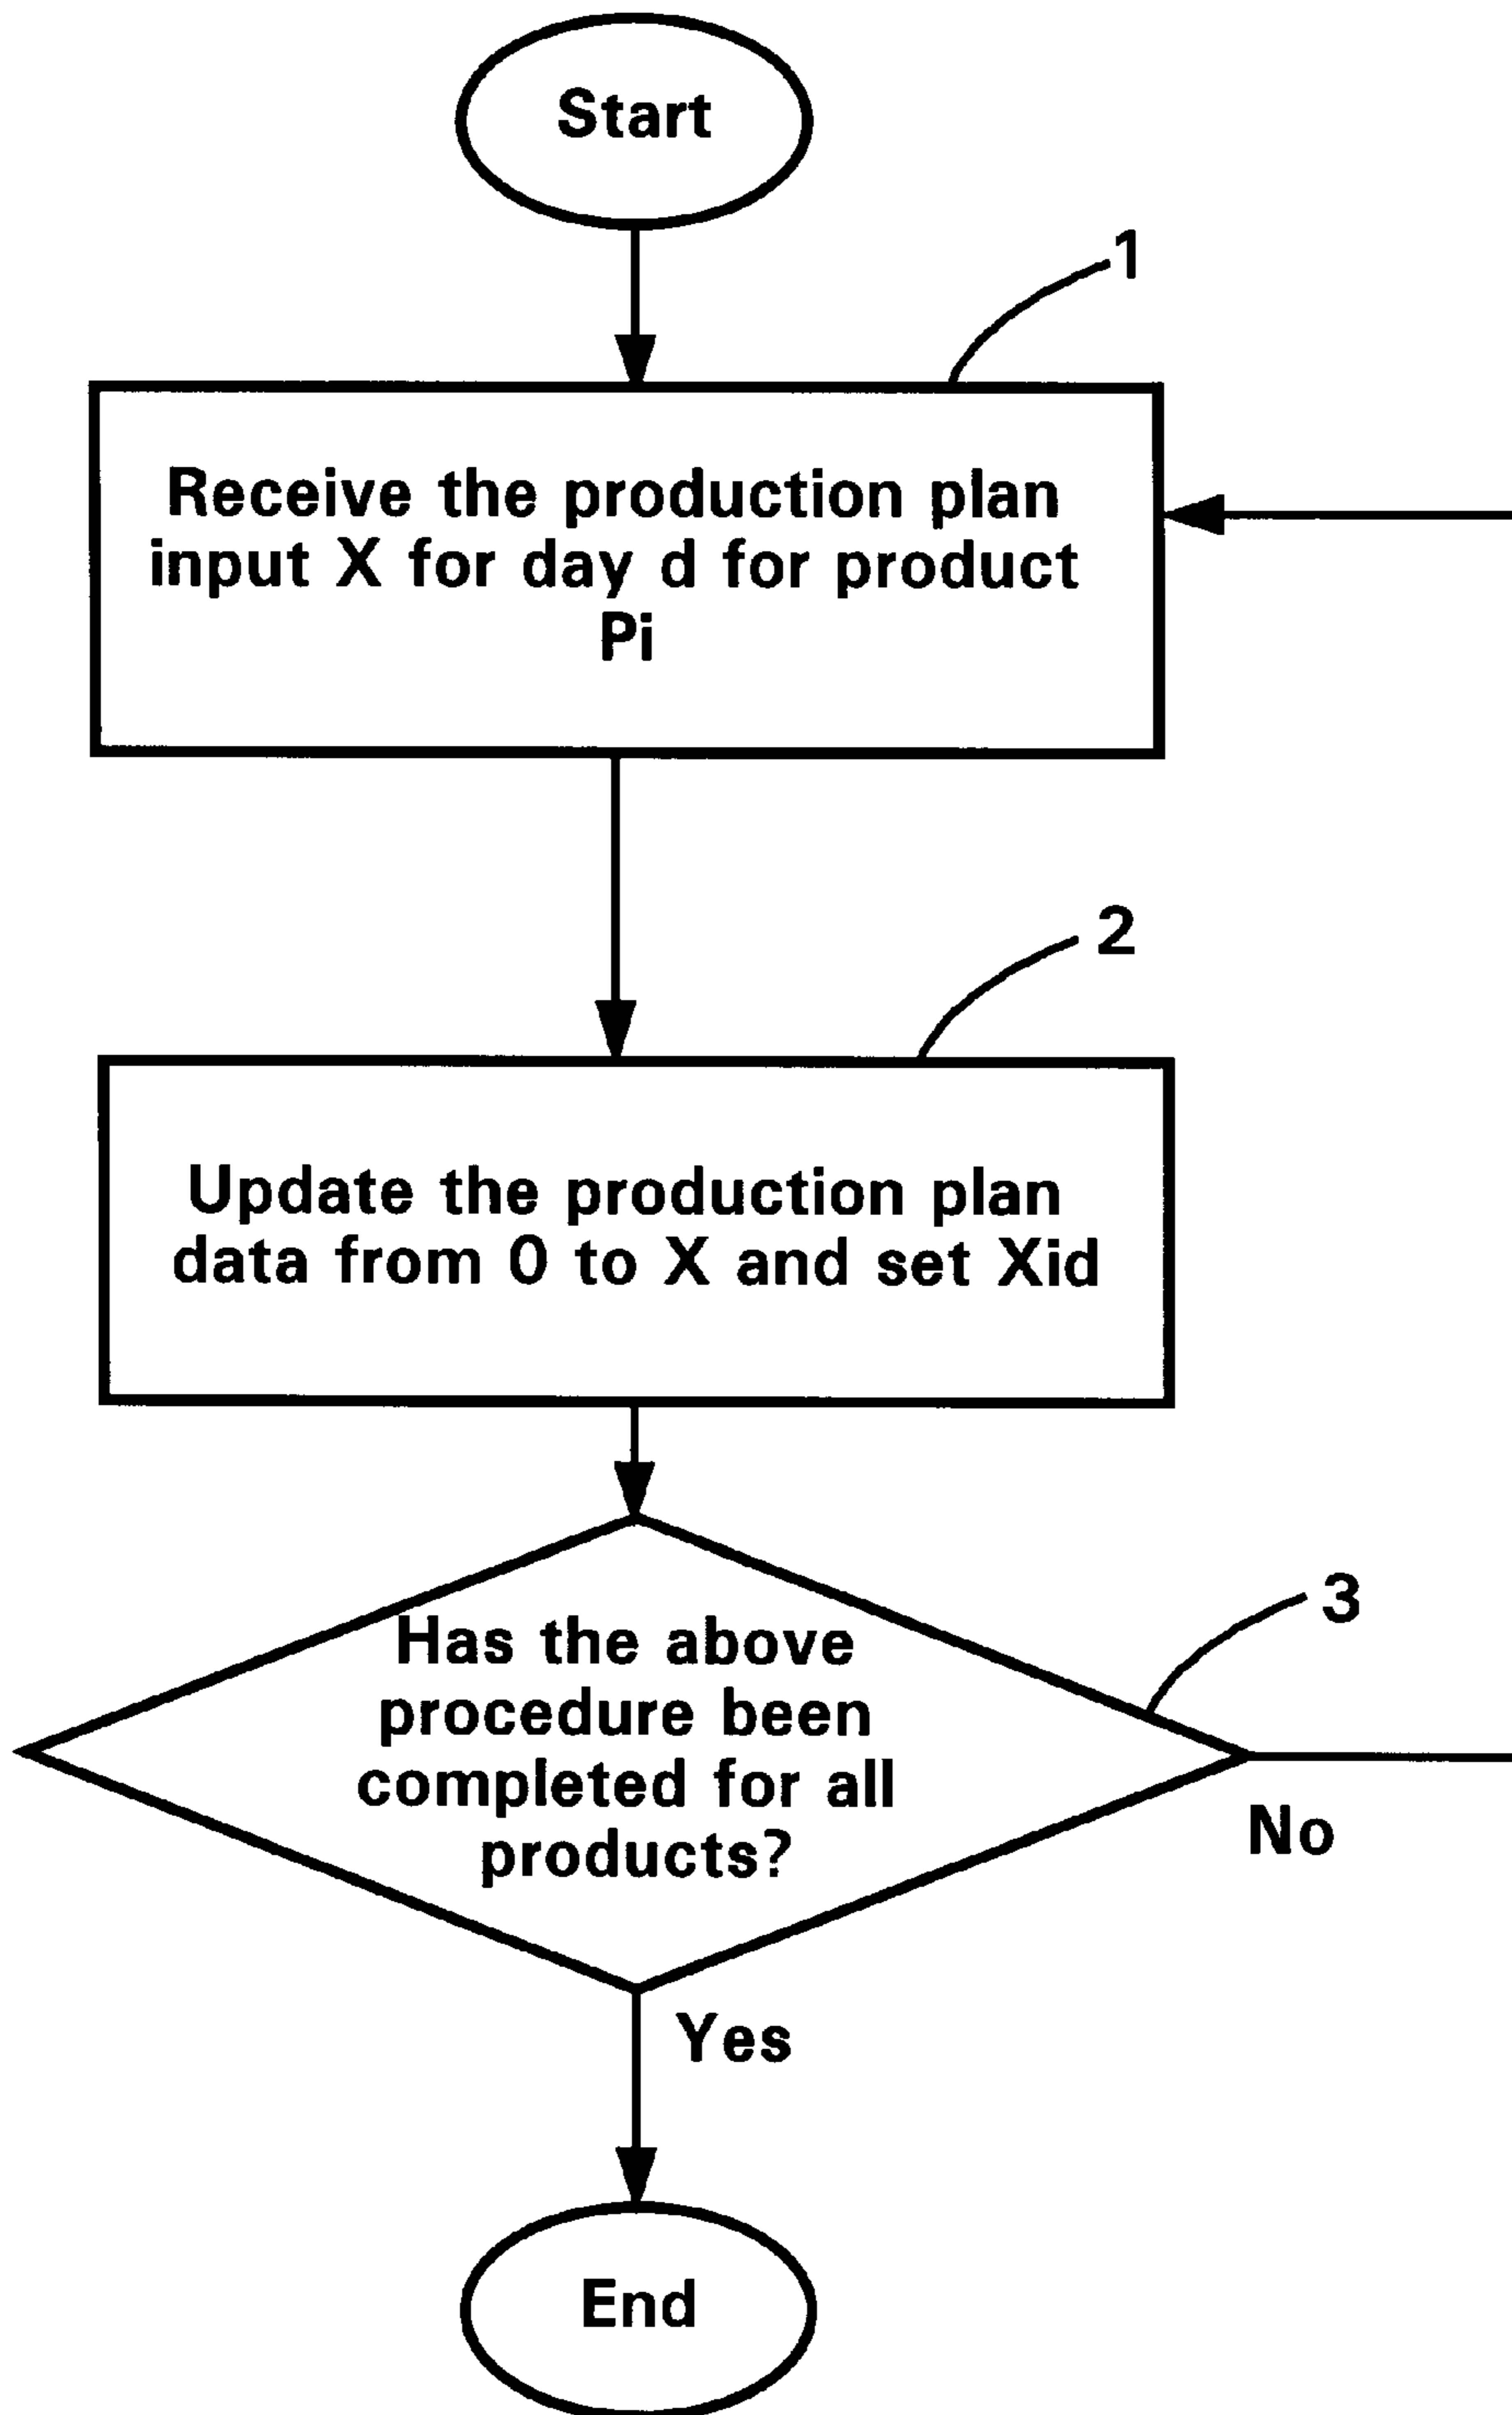 Start
1
Receive the production plan
input X for day d for product
Pi
2
Update the production plan
data from 0 to X and set Xid
3
Has the above
procedure been
completed for all
products?
No
Yes
End